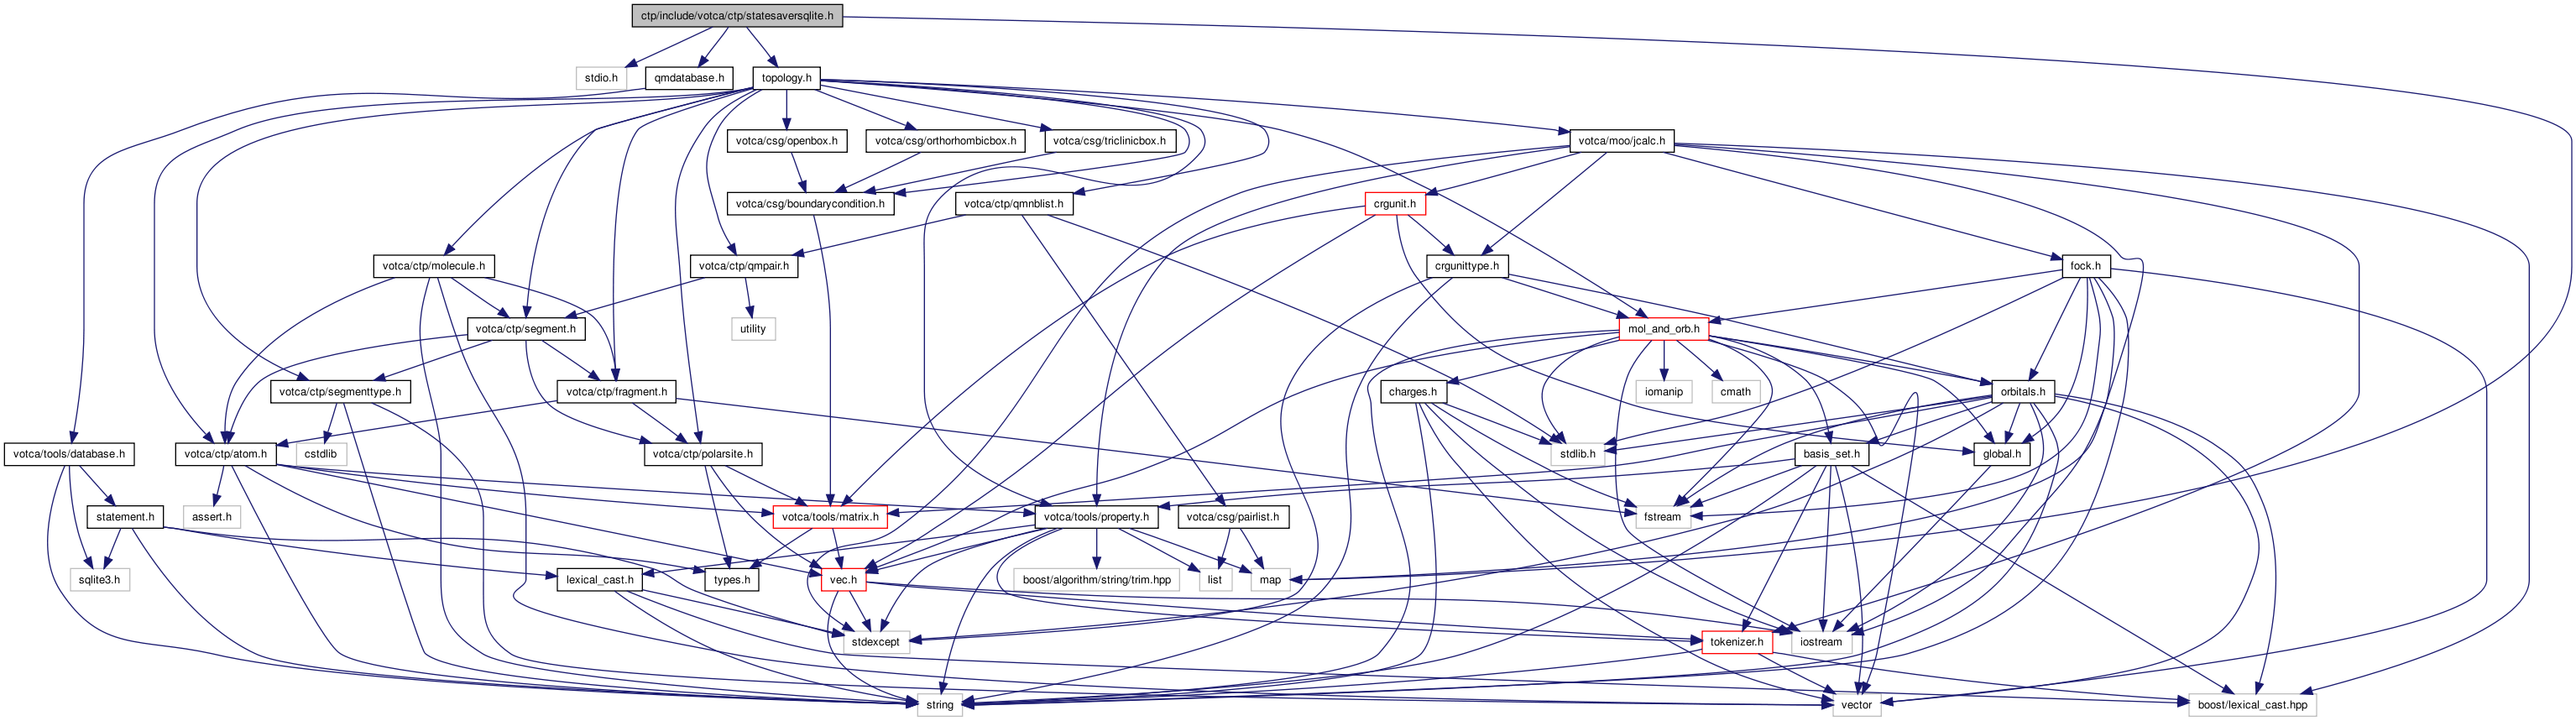 ctp/include/votca/ctp/statesaversqlite.h
stdio.h
qmdatabase.h
topology.h
votca/csg/openbox.h
votca/csg/orthorhombicbox.h
votca/csg/triclinicbox.h
votca/moo/jcalc.h
votca/csg/boundarycondition.h
votca/ctp/qmnblist.h
crgunit.h
votca/ctp/molecule.h
votca/ctp/qmpair.h
crgunittype.h
fock.h
votca/ctp/segment.h
utility
mol_and_orb.h
votca/ctp/segmenttype.h
votca/ctp/fragment.h
charges.h
iomanip
cmath
orbitals.h
votca/tools/database.h
votca/ctp/atom.h
cstdlib
votca/ctp/polarsite.h
stdlib.h
basis_set.h
global.h
statement.h
assert.h
votca/tools/matrix.h
votca/tools/property.h
votca/csg/pairlist.h
fstream
sqlite3.h
lexical_cast.h
types.h
vec.h
boost/algorithm/string/trim.hpp
list
map
stdexcept
tokenizer.h
iostream
string
vector
boost/lexical_cast.hpp